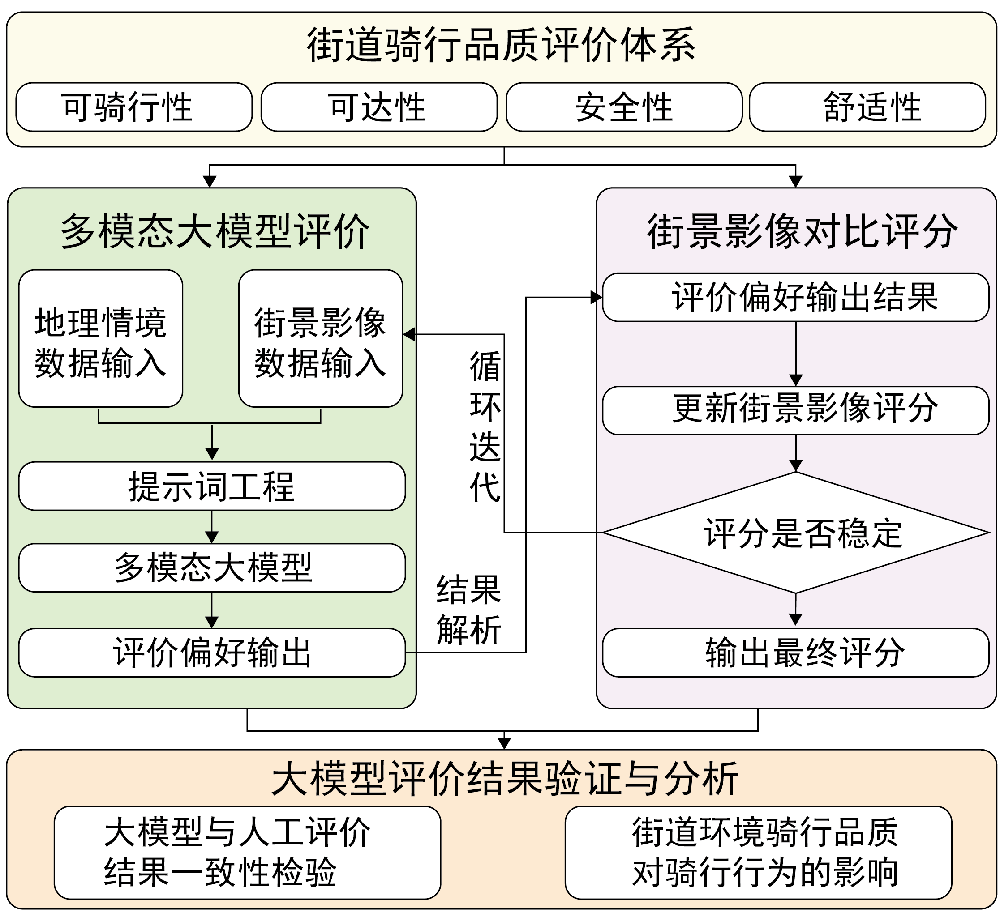 街道骑行品质评价体系
可骑行性
可达性
安全性
舒适性
多模态大模型评价
地理情境
数据输入
街景影像
数据输入
提示词工程
多模态大模型
评价偏好输出
循
环
迭
代
结果
解析
街景影像对比评分
评价偏好输出结果
更新街景影像评分
评分是否稳定
输出最终评分
大模型评价结果验证与分析
大模型与人工评价
结果一致性检验
街道环境骑行品质
对骑行行为的影响